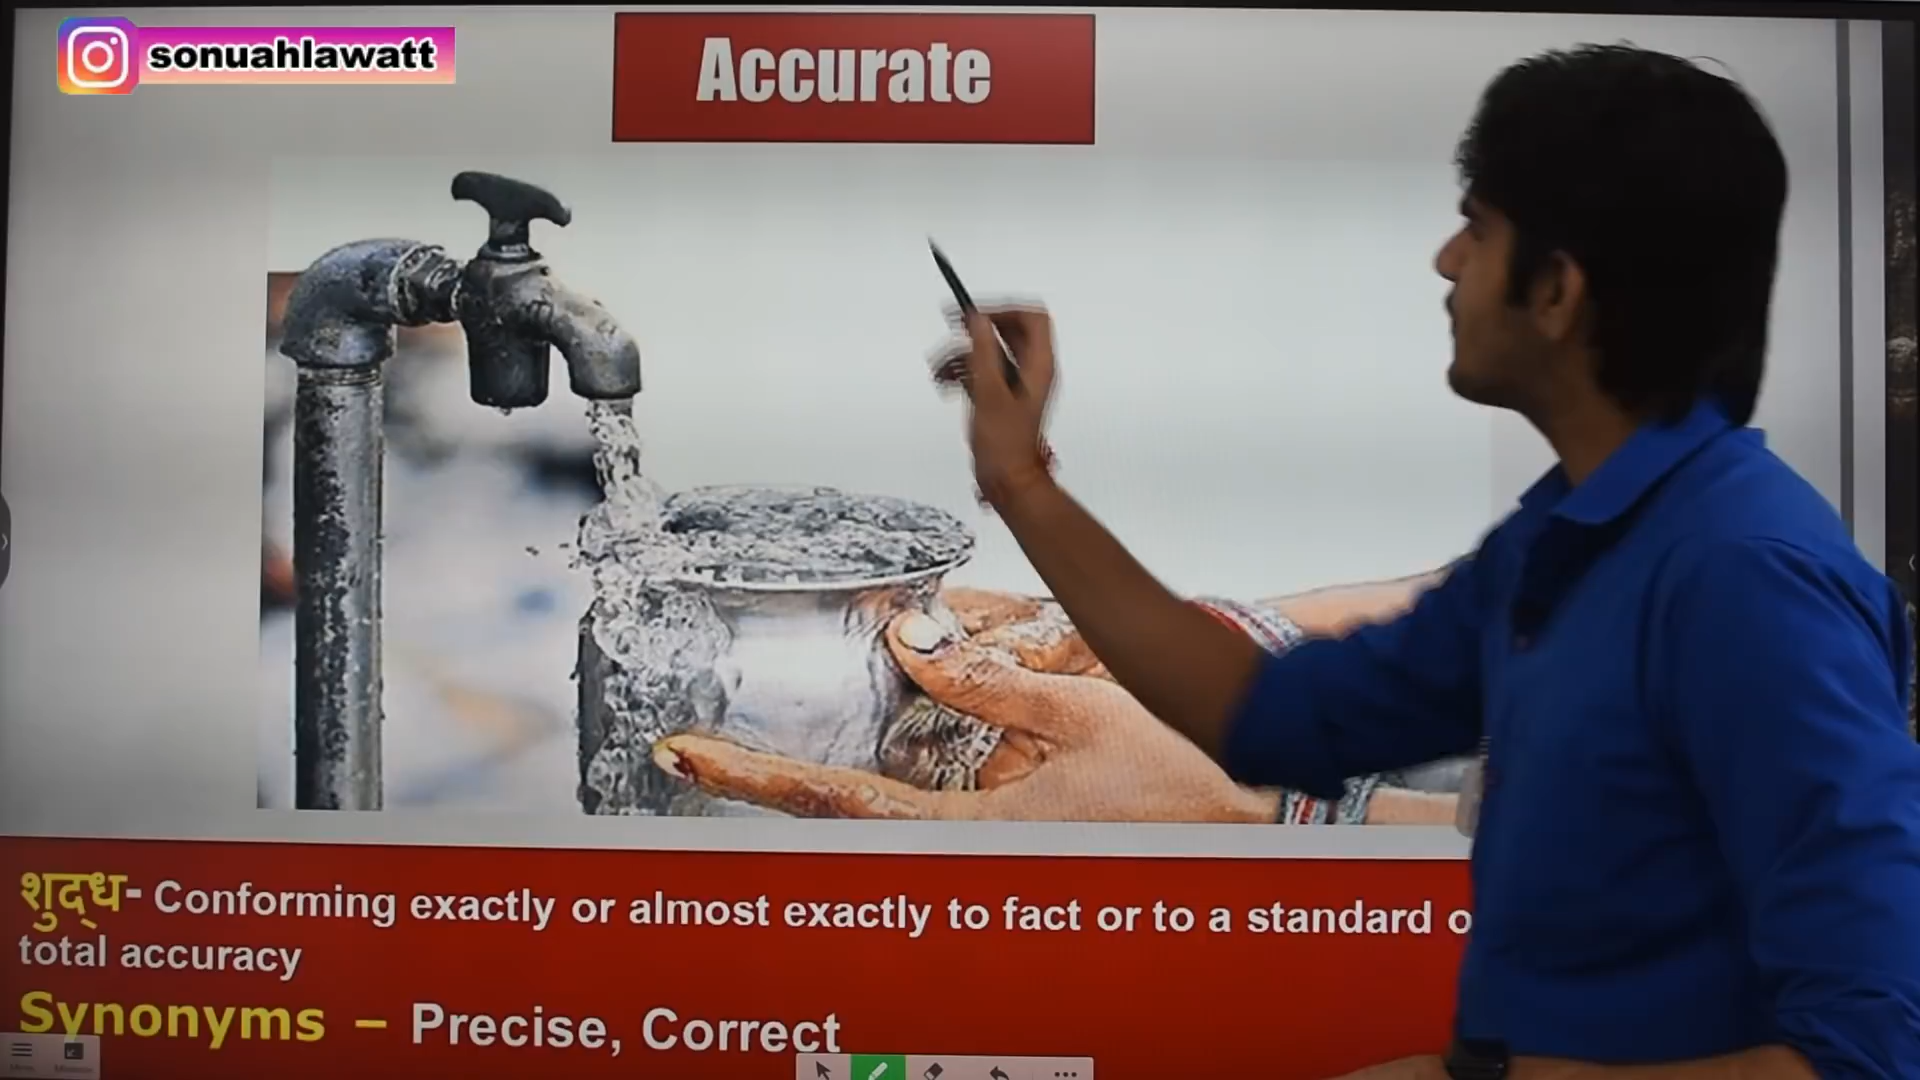 sonuahlawatt
Accurate
शुद्ध- Conforming exactly or almost exactly to fact or to a standard o
total accuracy
Synonyms – Precise, Correct